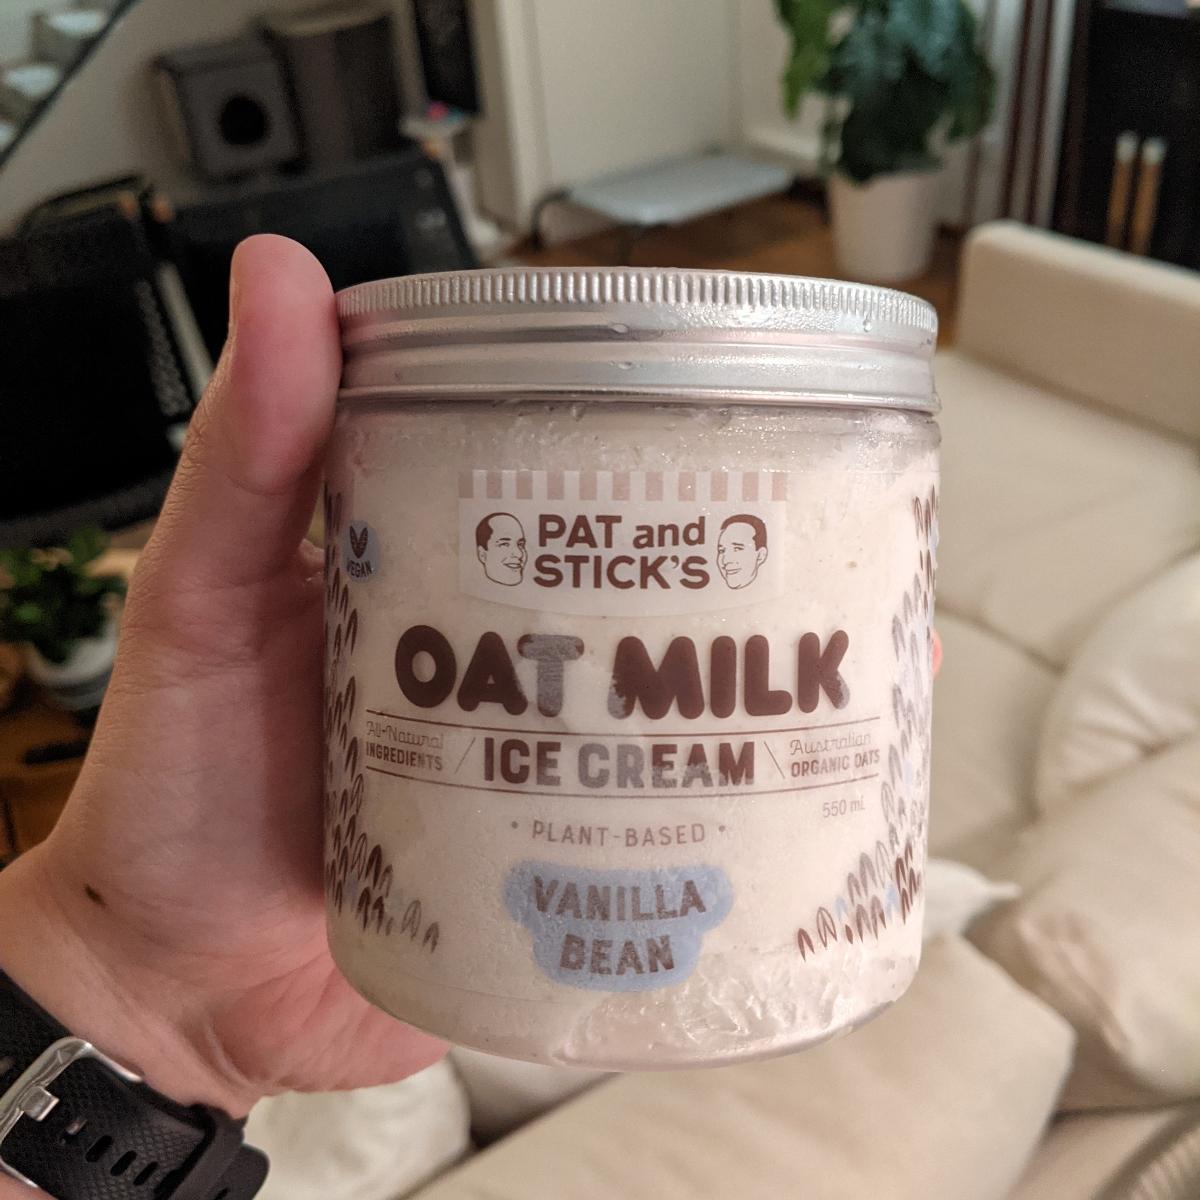 PAT and
STICK'S
VEGAN
OAT MILK
All-Natural
INGREDIENTS
ICE CREAM
Australian
ORGANIC OATS
550 mL
• PLANT-BASED •
VANILLA
BEAN